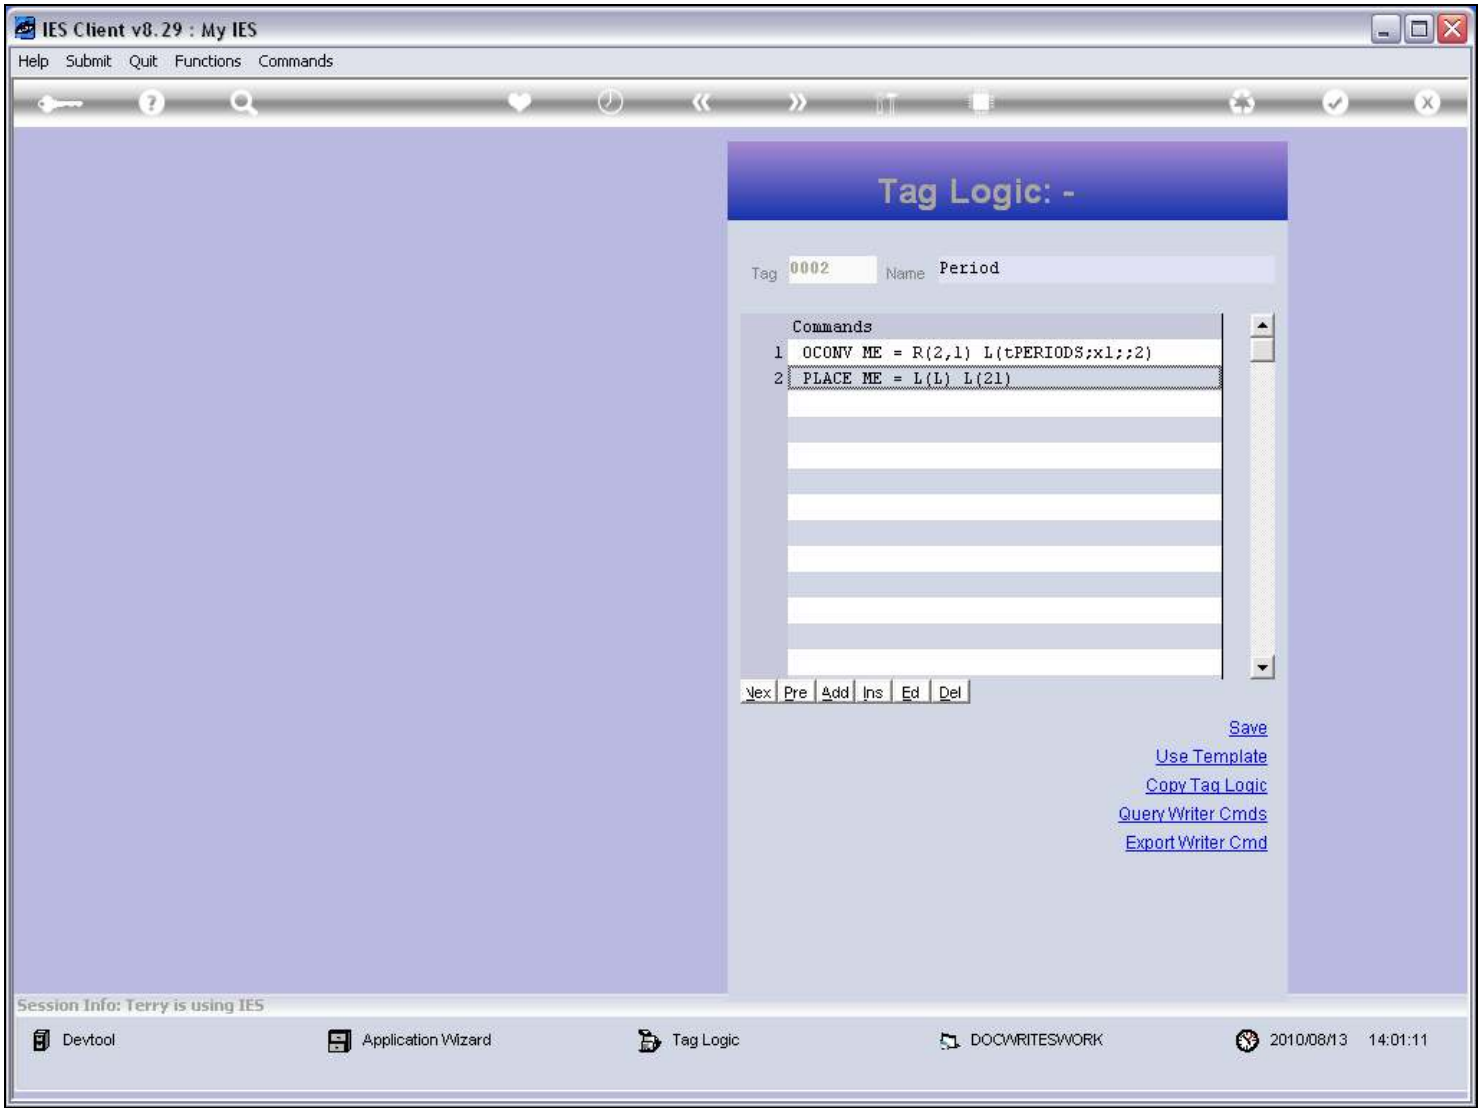 IES Client v8.29 : My IES
Help Submit Quit Functions Commands
Tag Logic: -
Tag 0002 Name Period
Commands
1 OCONV ME = R(2,1) L(tPERIODS;x1;;2)
2 PLACE ME = L(L) L(21)
Nex Pre Add Ins Ed Del
Save
Use Template
Copy Tag Logic
Query Writer Cmds
Export Writer Cmd
Session Info: Terry is using IES
Devtool Application Wizard Tag Logic DOCWRITESWORK 2010/08/13 14:01:11